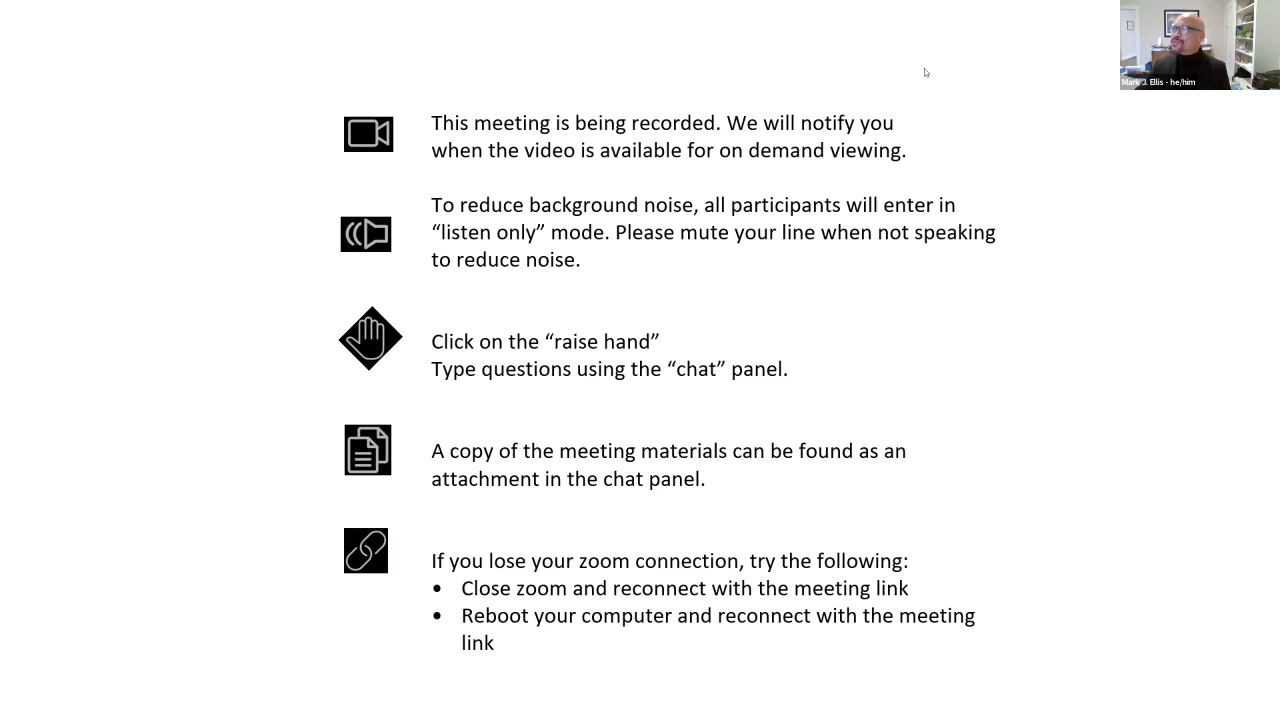 Mark J. Ellis - he/him
This meeting is being recorded. We will notify you
when the video is available for on demand viewing.
To reduce background noise, all participants will enter in
“listen only” mode. Please mute your line when not speaking
to reduce noise.
Click on the “raise hand”
Type questions using the “chat” panel.
A copy of the meeting materials can be found as an
attachment in the chat panel.
If you lose your zoom connection, try the following:
• Close zoom and reconnect with the meeting link
• Reboot your computer and reconnect with the meeting
link